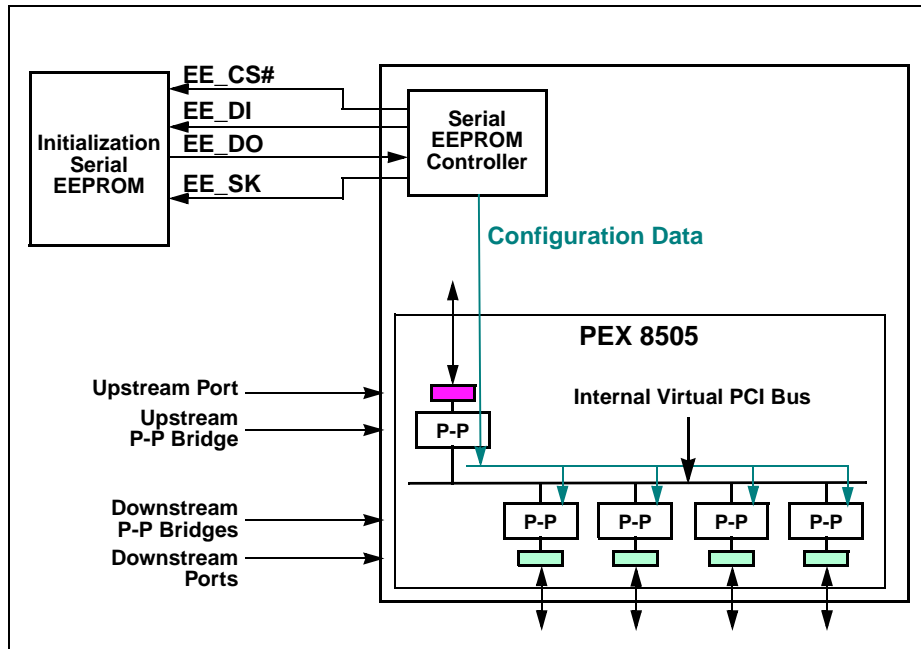 EE_CS#
EE_DI
EE_DO
EE_SK
Initialization
Serial
EEPROM
Serial
EEPROM
Controller
Configuration Data
PEX 8505
Upstream Port
Upstream
P-P Bridge
Internal Virtual PCI Bus
P-P
Downstream
P-P Bridges
Downstream
Ports
P-P
P-P
P-P
P-P